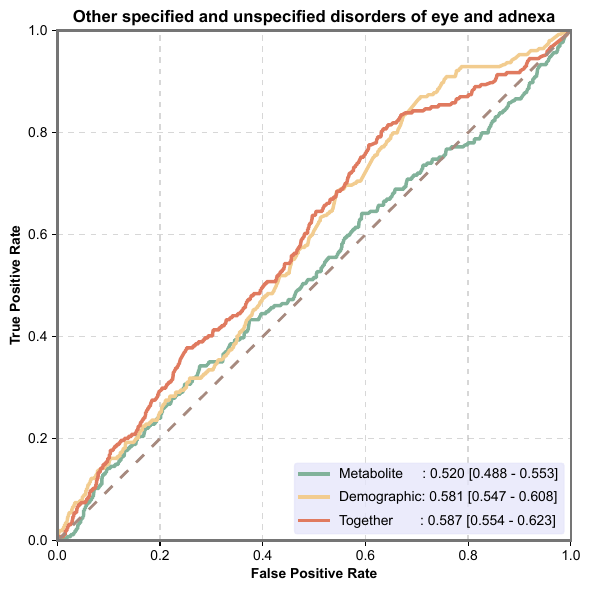 Other specified and unspecified disorders of eye and adnexa
True Positive Rate
1.0
0.8
0.6
0.4
0.2
0.0
Metabolite : 0.520 [0.488 - 0.553]
Demographic: 0.581 [0.547 - 0.608]
Together : 0.587 [0.554 - 0.623]
0.0 0.2 0.4 0.6 0.8 1.0
False Positive Rate